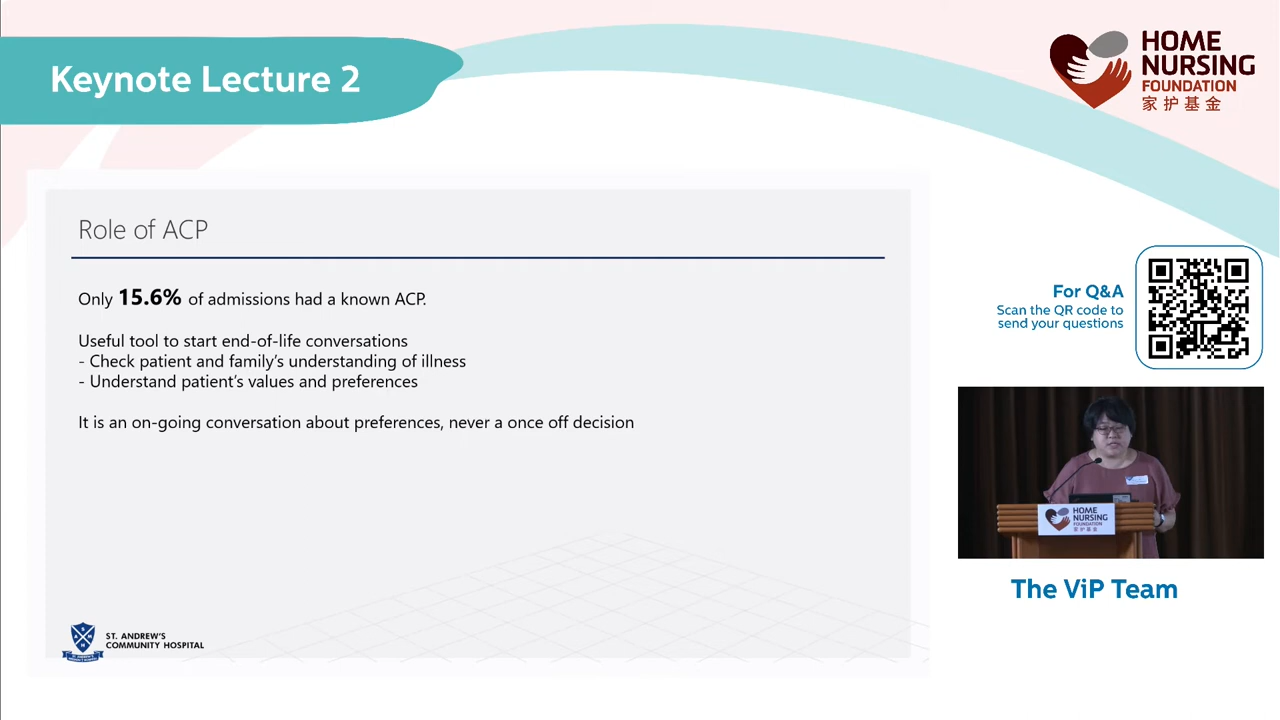 Keynote Lecture 2
HOME
NURSING
FOUNDATION
家护基金
Role of ACP
Only 15.6% of admissions had a known ACP.
Useful tool to start end-of-life conversations
- Check patient and family's understanding of illness
- Understand patient's values and preferences
It is an on-going conversation about preferences, never a once off decision
ST. ANDREW'S
COMMUNITY HOSPITAL
For Q&A
Scan the QR code to
send your questions
HOME
NURSING
FOUNDATION
家护基金
The ViP Team